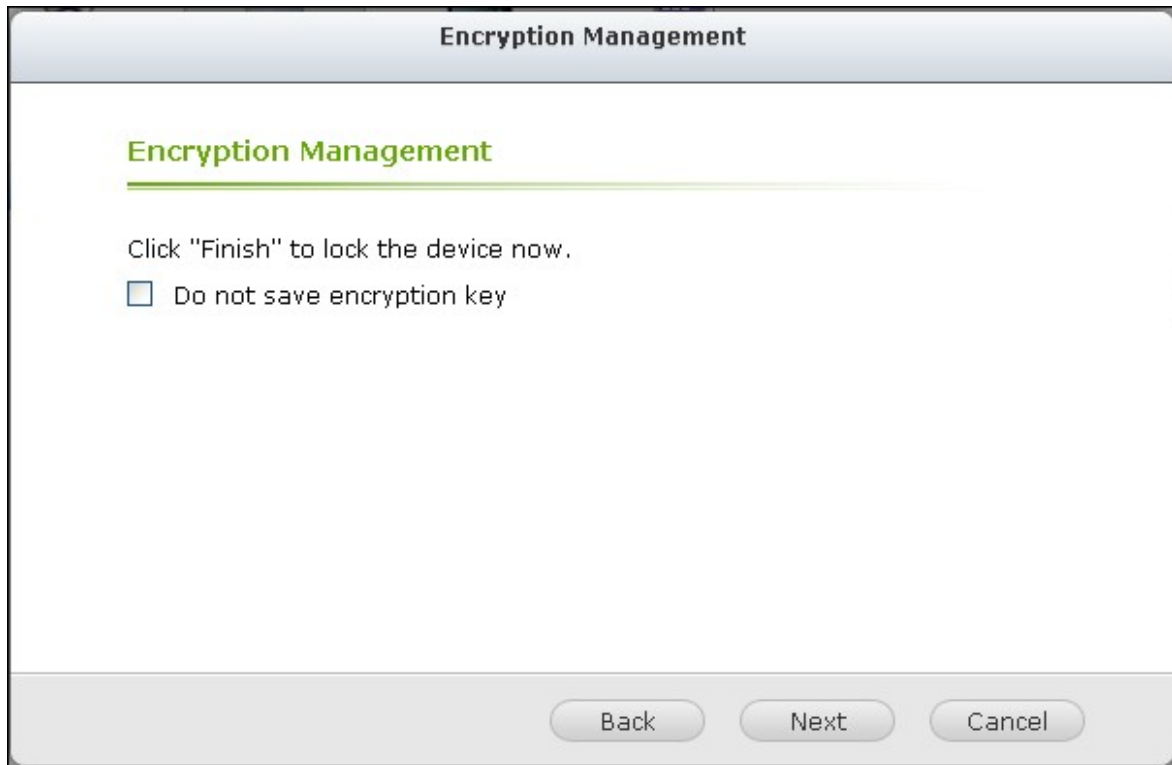 Encryption Management
Encryption Management
Click "Finish" to lock the device now.
Do not save encryption key
Back Next Cancel